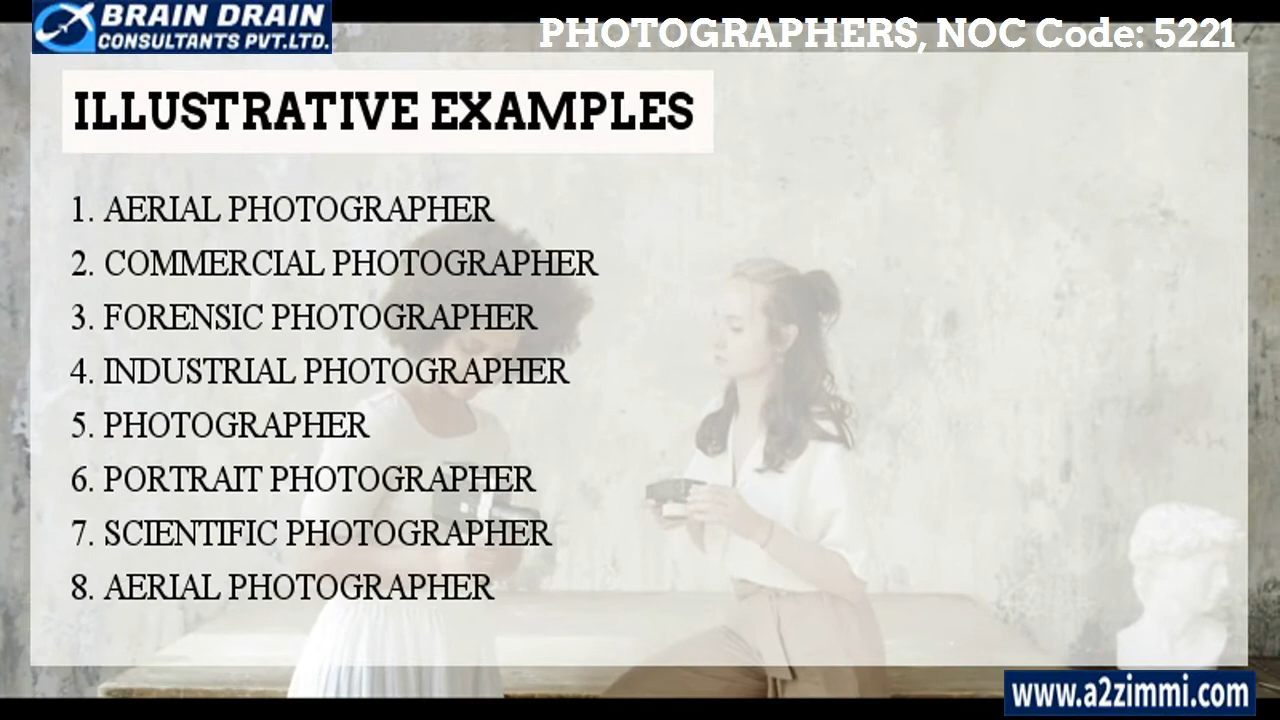 BRAIN DRAIN
CONSULTANTS PVT.LTD.
PHOTOGRAPHERS, NOC Code: 5221
ILLUSTRATIVE EXAMPLES
1. AERIAL PHOTOGRAPHER
2. COMMERCIAL PHOTOGRAPHER
3. FORENSIC PHOTOGRAPHER
4. INDUSTRIAL PHOTOGRAPHER
5. PHOTOGRAPHER
6. PORTRAIT PHOTOGRAPHER
7. SCIENTIFIC PHOTOGRAPHER
8. AERIAL PHOTOGRAPHER
www.a2zimmi.com